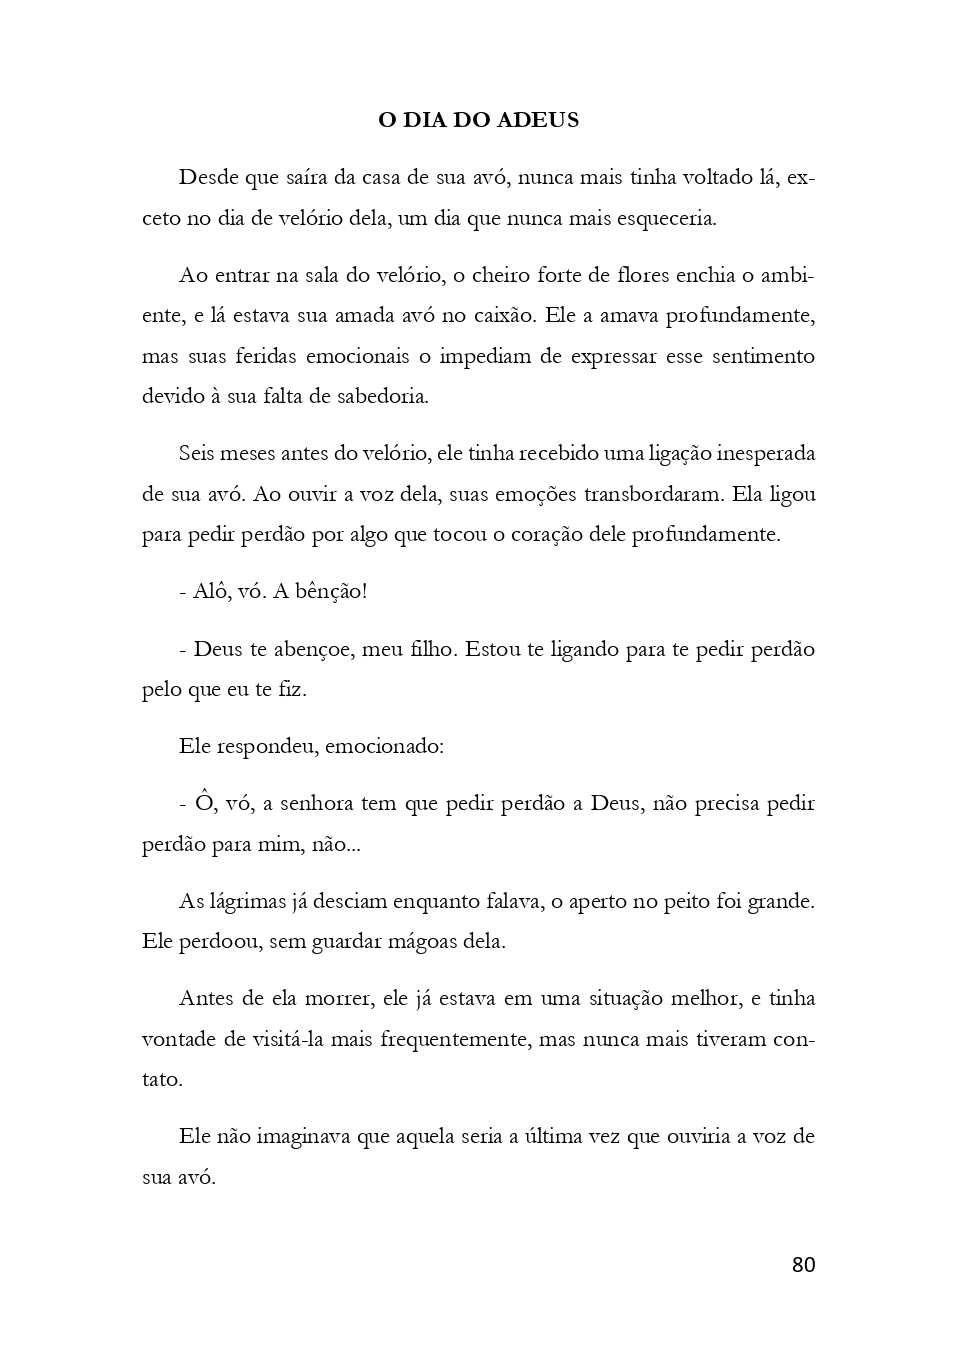 O DIA DO ADEUS
Desde que saíra da casa de sua avó, nunca mais tinha voltado lá, ex-
ceto no dia de velório dela, um dia que nunca mais esqueceria.
Ao entrar na sala do velório, o cheiro forte de flores enchia o ambi-
ente, e lá estava sua amada avó no caixão. Ele a amava profundamente,
mas suas feridas emocionais o impediam de expressar esse sentimento
devido à sua falta de sabedoria.
Seis meses antes do velório, ele tinha recebido uma ligação inesperada
de sua avó. Ao ouvir a voz dela, suas emoções transbordaram. Ela ligou
para pedir perdão por algo que tocou o coração dele profundamente.
- Alô, vó. A bênção!
- Deus te abençoe, meu filho. Estou te ligando para te pedir perdão
pelo que eu te fiz.
Ele respondeu, emocionado:
- Ô, vó, a senhora tem que pedir perdão a Deus, não precisa pedir
perdão para mim, não...
As lágrimas já desciam enquanto falava, o aperto no peito foi grande.
Ele perdoou, sem guardar mágoas dela.
Antes de ela morrer, ele já estava em uma situação melhor, e tinha
vontade de visitá-la mais frequentemente, mas nunca mais tiveram con-
tato.
Ele não imaginava que aquela seria a última vez que ouviria a voz de
sua avó.
80